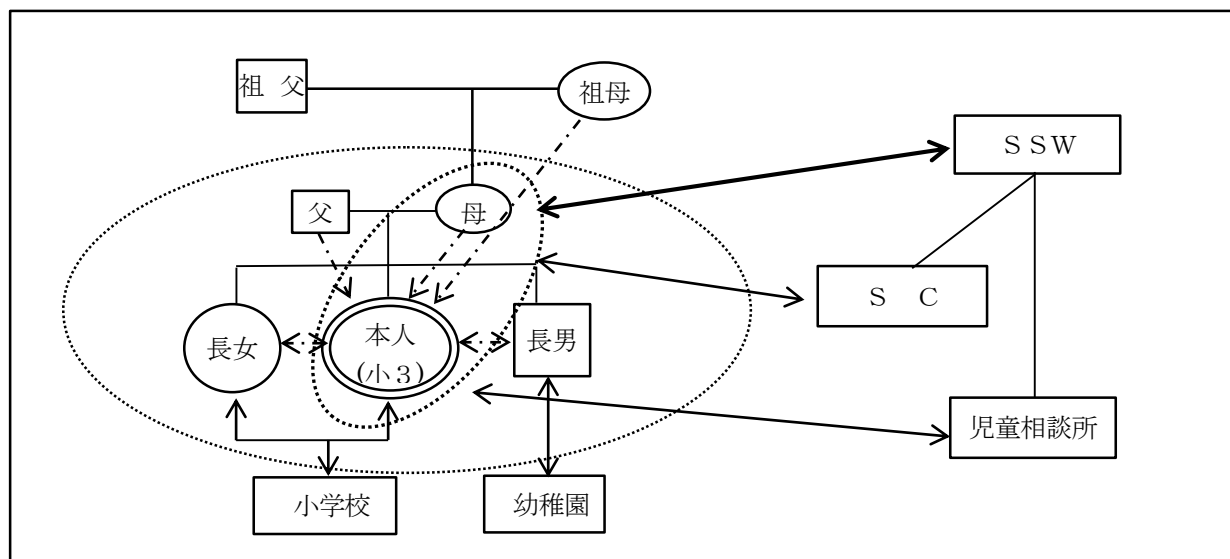 祖 父
祖母
ＳＳＷ
父
母
Ｓ Ｃ
長女
本人
(小３)
長男
児童相談所
小学校
幼稚園